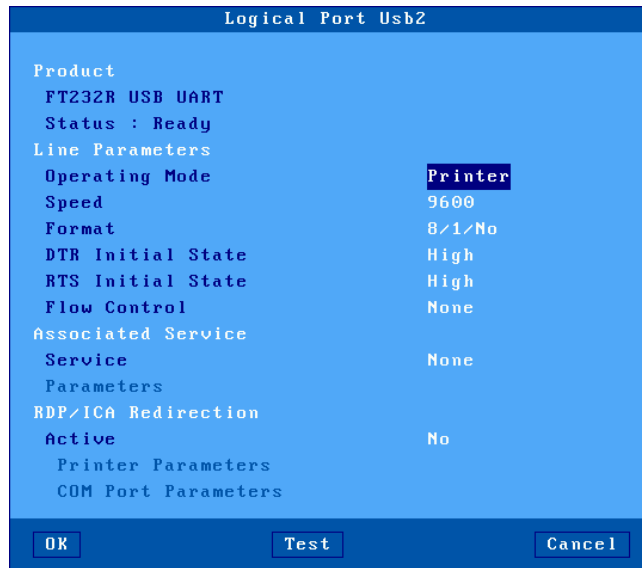 Logical Port Usb2
Product
FT232R USB UART
Status : Ready
Line Parameters
Operating Mode Printer
Speed 9600
Format 8/1/No
DTR Initial State High
RTS Initial State High
Flow Control None
Associated Service
Service None
Parameters
RDP/ICA Redirection
Active No
Printer Parameters
COM Port Parameters
OK Test Cancel